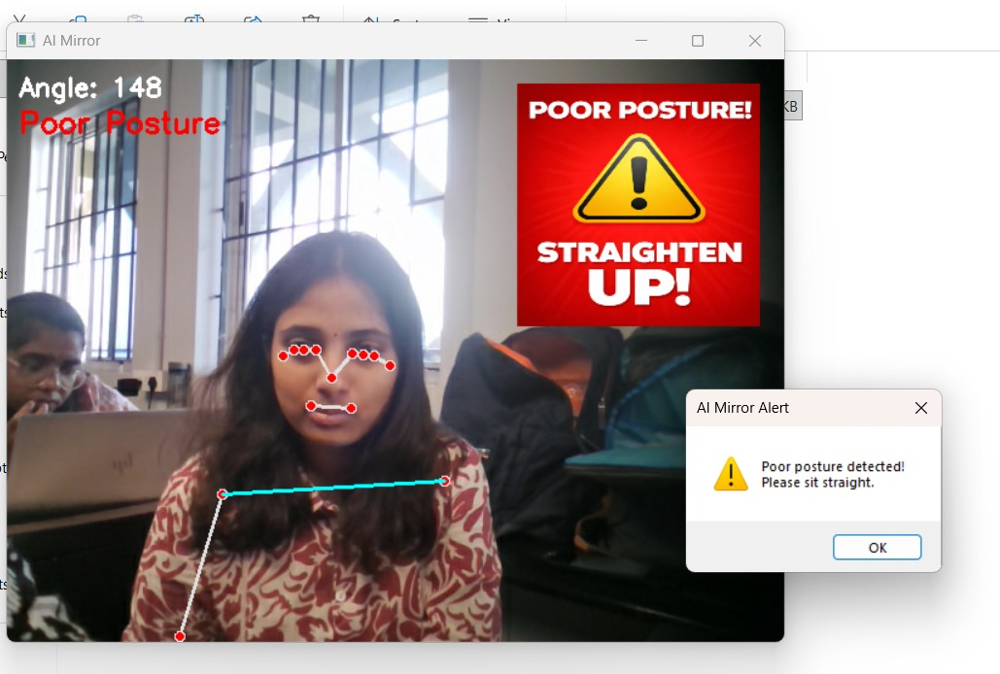 AI Mirror
Angle: 148
Poor Posture
POOR POSTURE!
STRAIGHTEN
UP!
KB
AI Mirror Alert
Poor posture detected!
Please sit straight.
OK